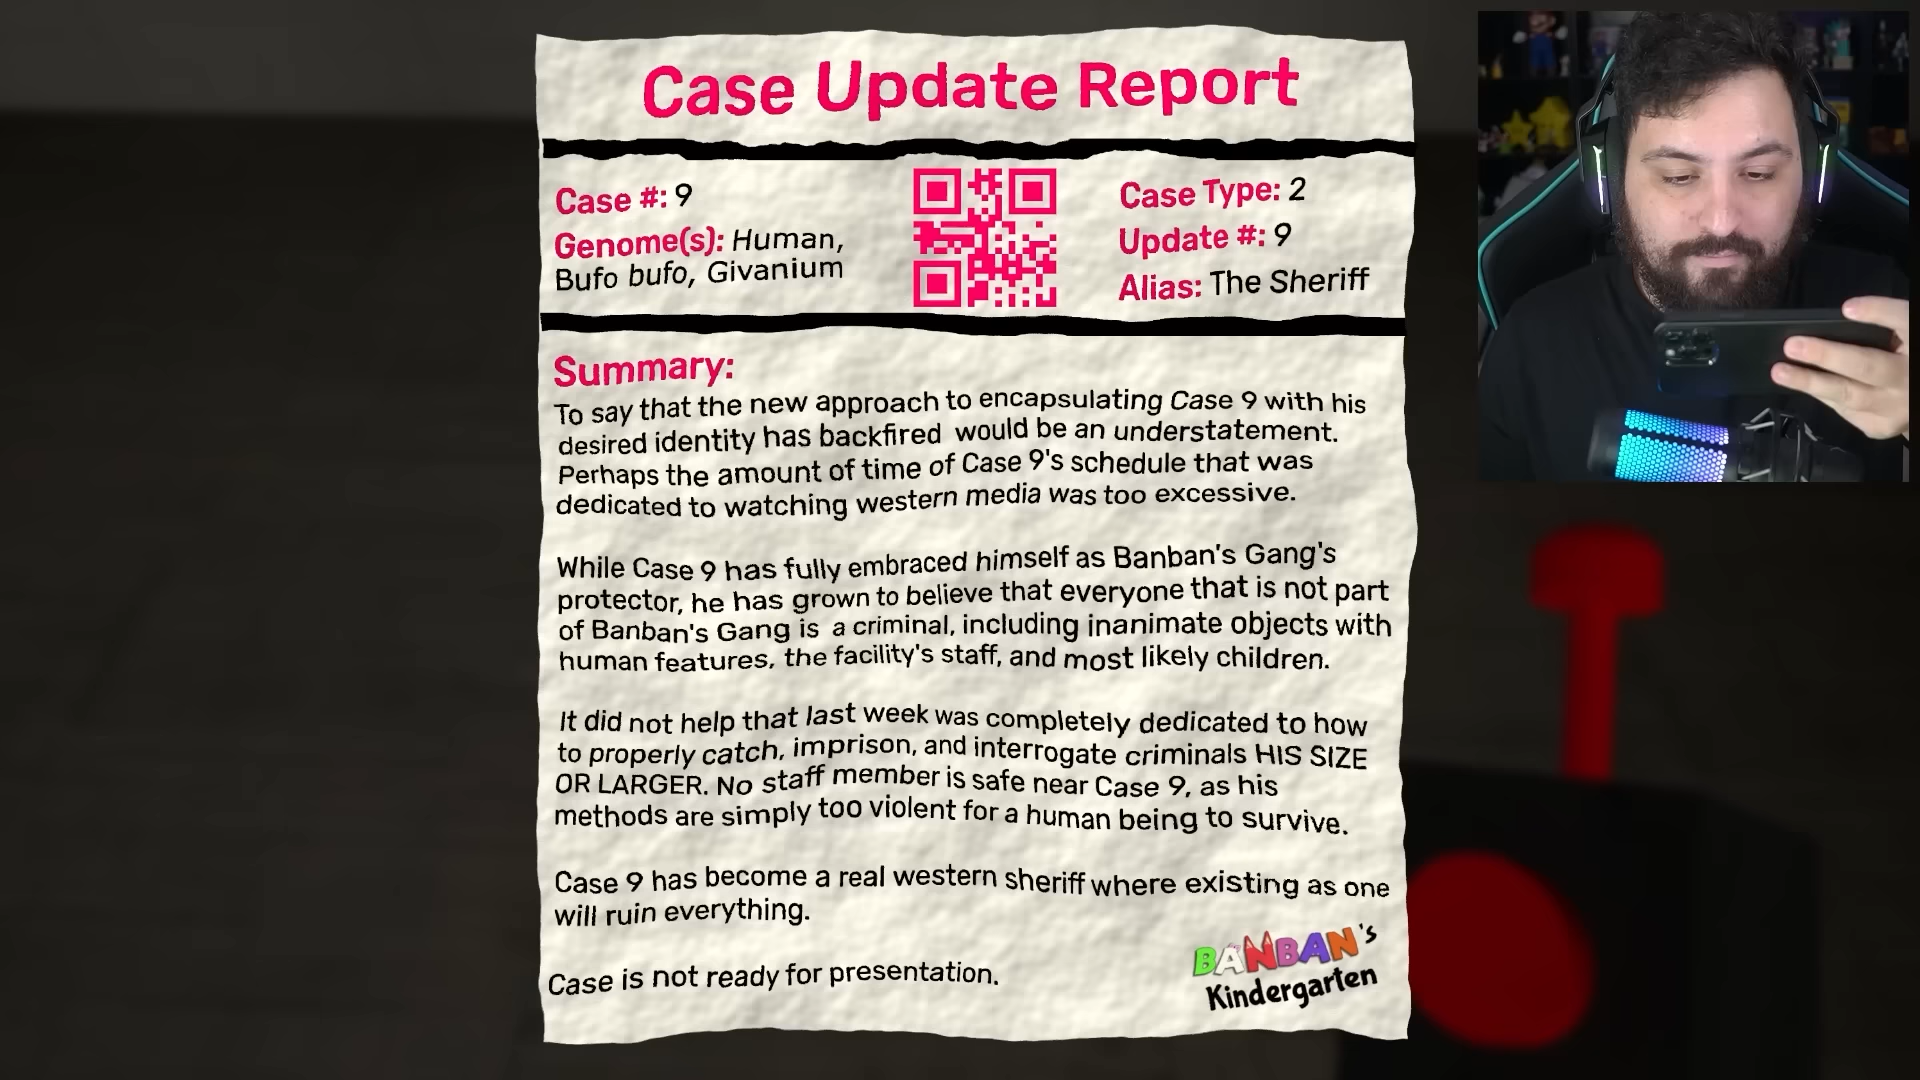 Case Update Report
Case #: 9
Genome(s): Human,
Bufo bufo, Givanium
Case Type: 2
Update #: 9
Alias: The Sheriff
Summary:
To say that the new approach to encapsulating Case 9 with his
desired identity has backfired would be an understatement.
Perhaps the amount of time of Case 9's schedule that was
dedicated to watching western media was too excessive.
While Case 9 has fully embraced himself as Banban's Gang's
protector, he has grown to believe that everyone that is not part
of Banban's Gang is a criminal, including inanimate objects with
human features, the facility's staff, and most likely children.
It did not help that last week was completely dedicated to how
to properly catch, imprison, and interrogate criminals HIS SIZE
OR LARGER. No staff member is safe near Case 9, as his
methods are simply too violent for a human being to survive.
Case 9 has become a real western sheriff where existing as one
will ruin everything.
Case is not ready for presentation.
BANBAN's
Kindergarten